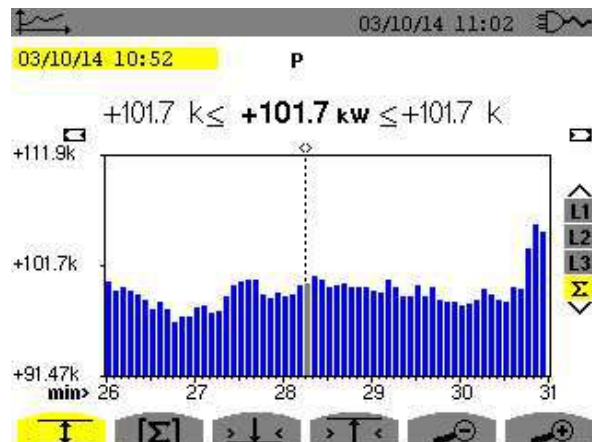 03/10/14 11:02
03/10/14 10:52 P
+101.7 k≤ +101.7 kW ≤+101.7 k
+111.9k
+101.7k
+91.47k
L1
L2
L3
Σ
min> 26 27 28 29 30 31
[Σ] >↓< >↑<